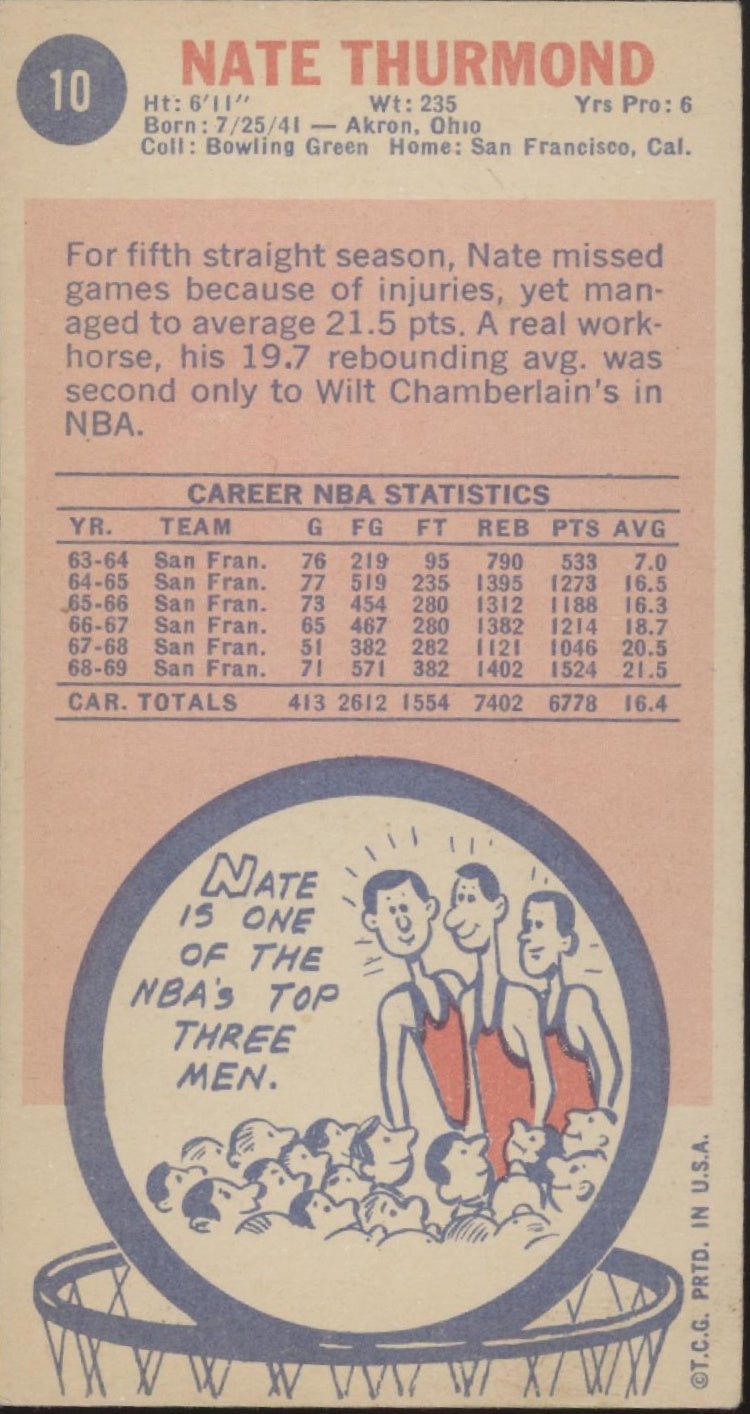 10
NATE THURMOND
Ht: 6'11" Wt: 235 Yrs Pro: 6
Born: 7/25/41 — Akron, Ohio
Coll: Bowling Green Home: San Francisco, Cal.
For fifth straight season, Nate missed
games because of injuries, yet man-
aged to average 21.5 pts. A real work-
horse, his 19.7 rebounding avg. was
second only to Wilt Chamberlain's in
NBA.
CAREER NBA STATISTICS
YR. TEAM G FG FT REB PTS AVG
63-64 San Fran. 76 219 95 790 533 7.0
64-65 San Fran. 77 519 235 1395 1273 16.5
65-66 San Fran. 73 454 280 1312 1188 16.3
66-67 San Fran. 65 467 280 1382 1214 18.7
67-68 San Fran. 51 382 282 1121 1046 20.5
68-69 San Fran. 71 571 382 1402 1524 21.5
CAR. TOTALS 413 2612 1554 7402 6778 16.4
NATE
IS ONE
OF THE
NBA'S TOP
THREE
MEN.
©T.C.G. PRTD. IN U.S.A.